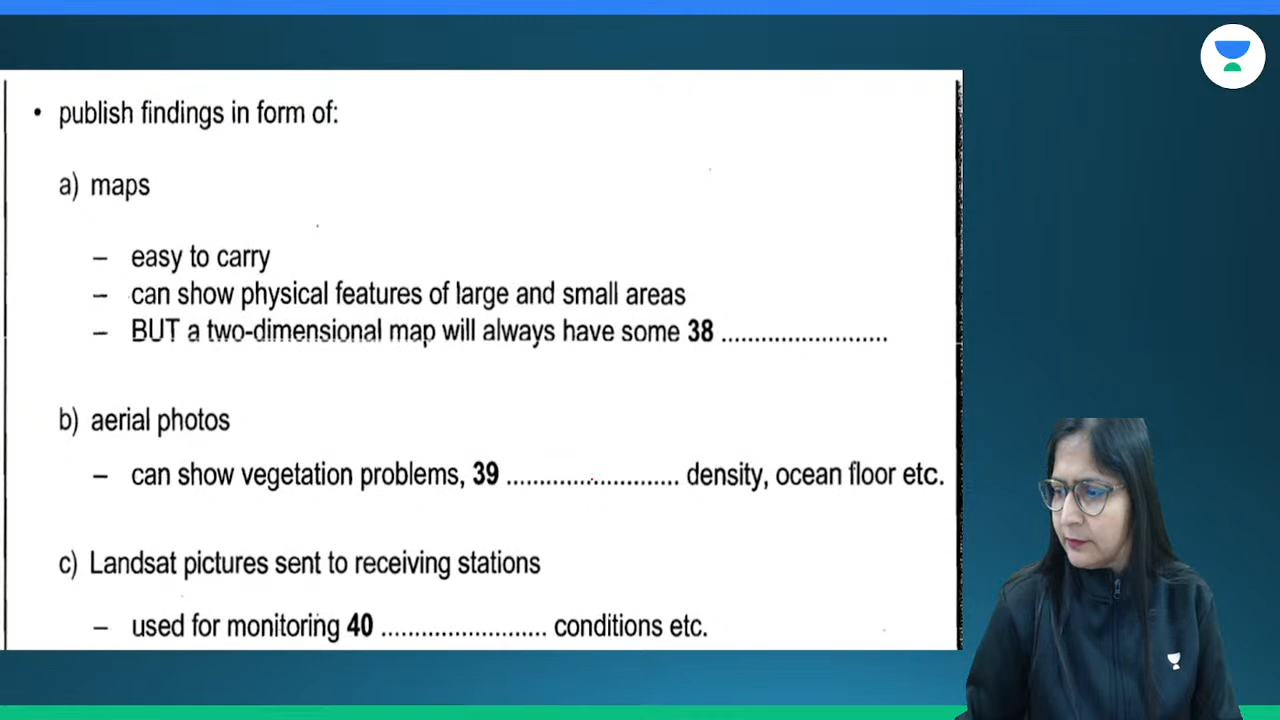 • publish findings in form of:
a) maps
– easy to carry
– can show physical features of large and small areas
– BUT a two-dimensional map will always have some 38 .........................
b) aerial photos
– can show vegetation problems, 39 .......................... density, ocean floor etc.
c) Landsat pictures sent to receiving stations
– used for monitoring 40 ......................... conditions etc.